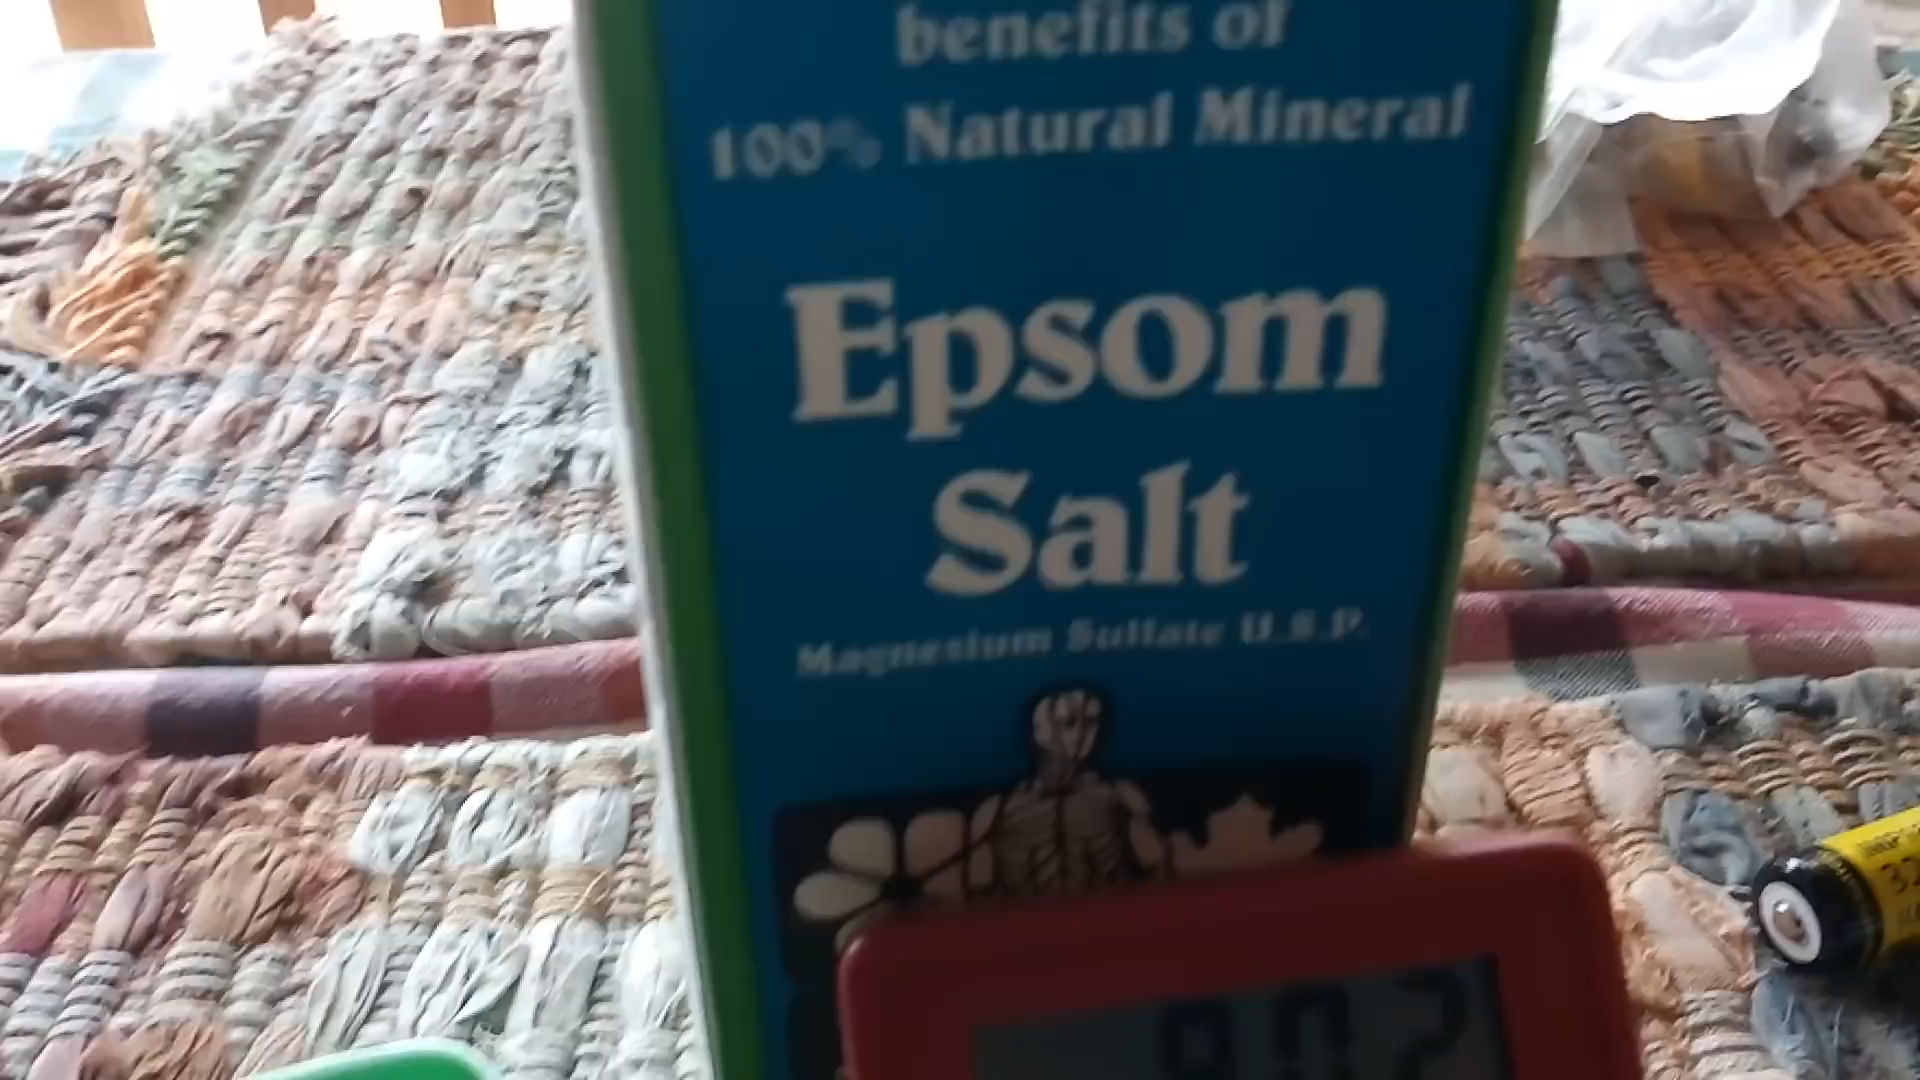 benefits of
100% Natural Mineral
Epsom
Salt
Magnesium Sulfate U.S.P.